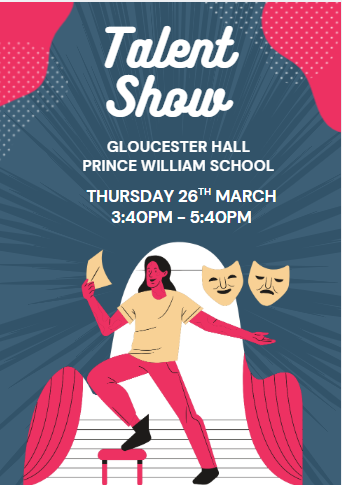 Talent
Show
GLOUCESTER HALL
PRINCE WILLIAM SCHOOL
THURSDAY 26TH MARCH
3:40PM - 5:40PM